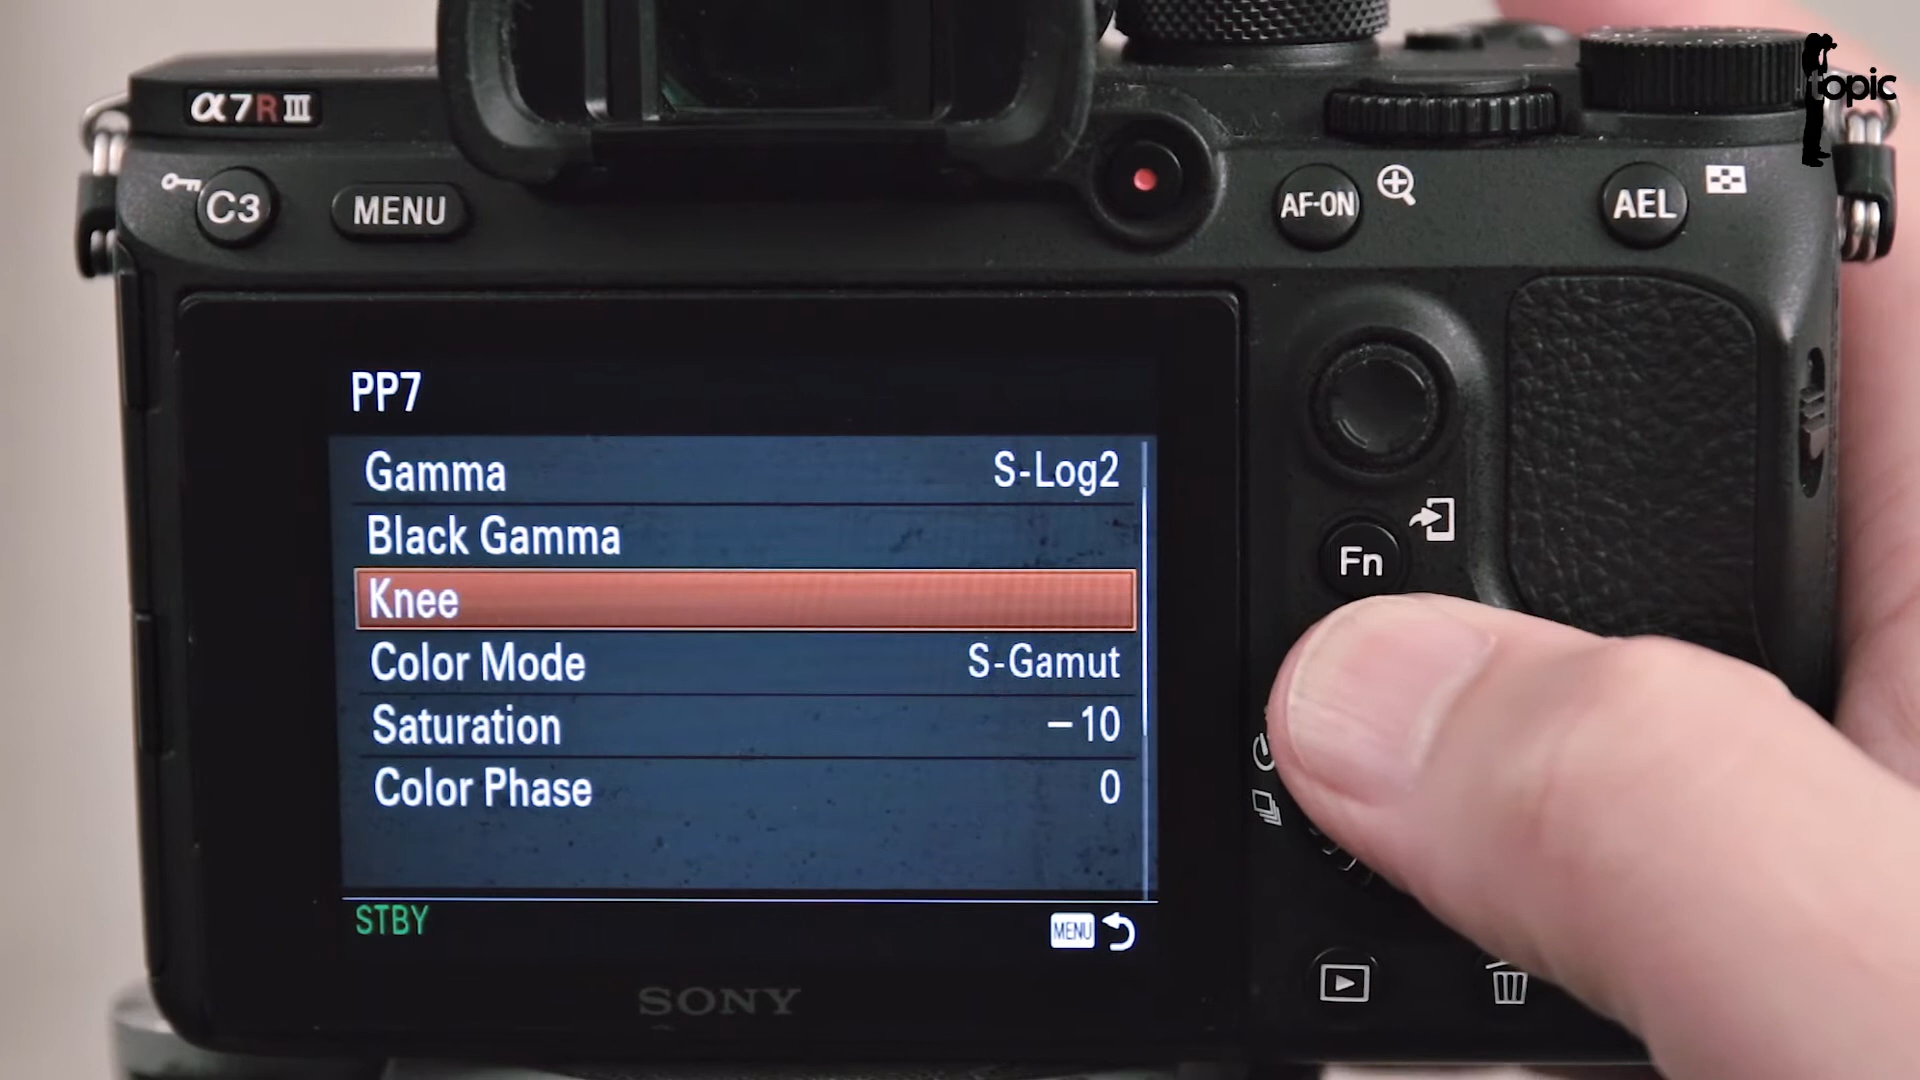 topic
α7RIII
C3
MENU
AF-ON
AEL
PP7
Gamma S-Log2
Black Gamma
Knee
Color Mode S-Gamut
Saturation −10
Color Phase 0
Fn
STBY
MENU
SONY